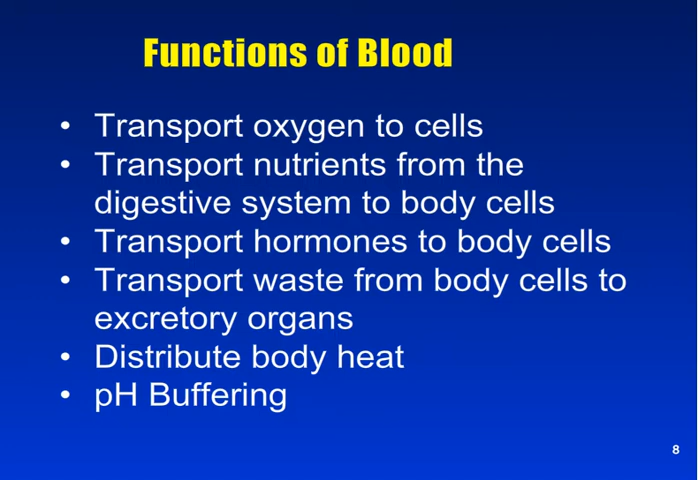 Functions of Blood
• Transport oxygen to cells
• Transport nutrients from the
digestive system to body cells
• Transport hormones to body cells
• Transport waste from body cells to
excretory organs
• Distribute body heat
• pH Buffering
8